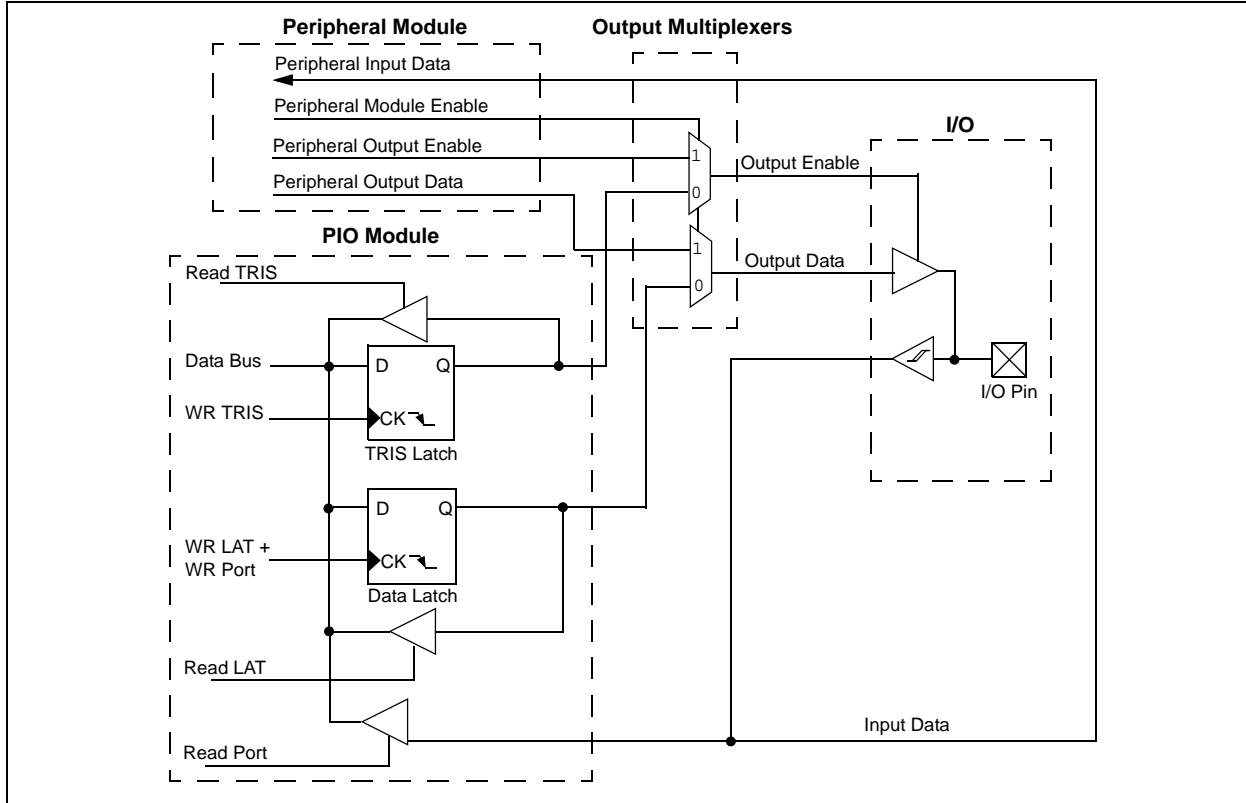 Peripheral Module
Output Multiplexers
Peripheral Input Data
Peripheral Module Enable
Peripheral Output Enable
Peripheral Output Data
1
0
1
0
Output Enable
Output Data
I/O
I/O Pin
PIO Module
Read TRIS
Data Bus
D
Q
WR TRIS
CK
TRIS Latch
D
Q
WR LAT +
WR Port
CK
Data Latch
Read LAT
Read Port
Input Data